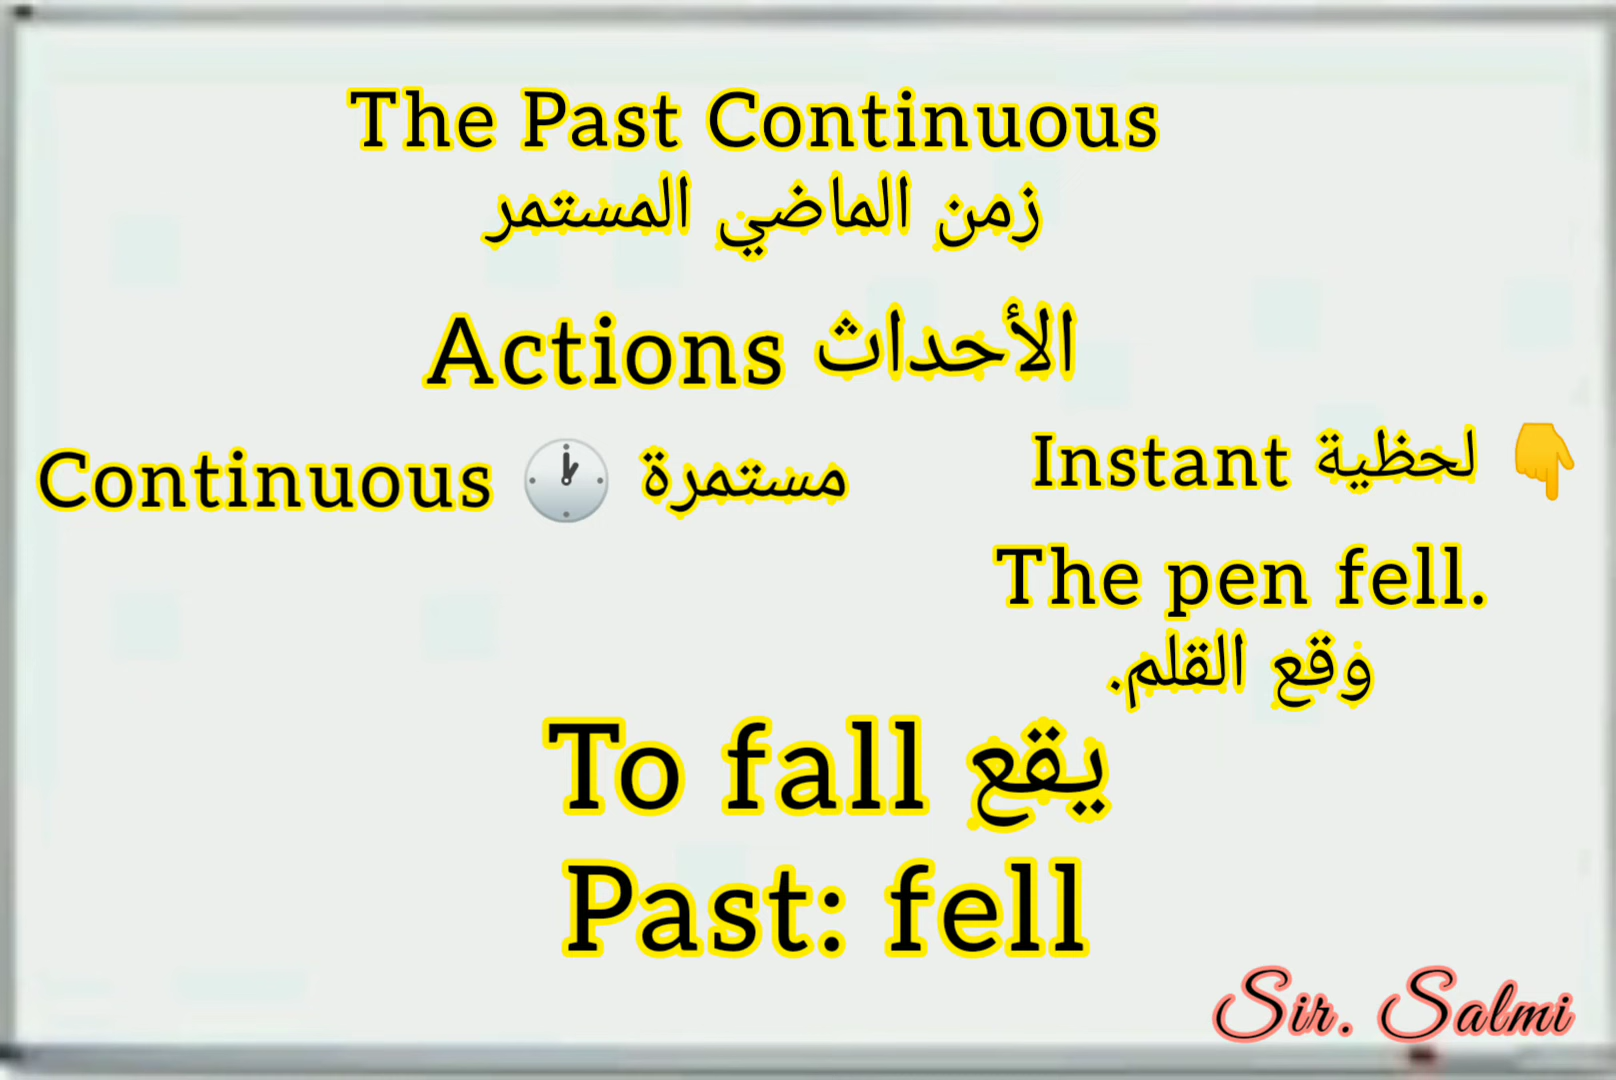 The Past Continuous
زمن الماضي المستمر
Actions الأحداث
Continuous 🕐 مستمرة
Instant لحظية 👇
The pen fell.
وقع القلم.
To fall يقع
Past: fell
Sir. Salmi